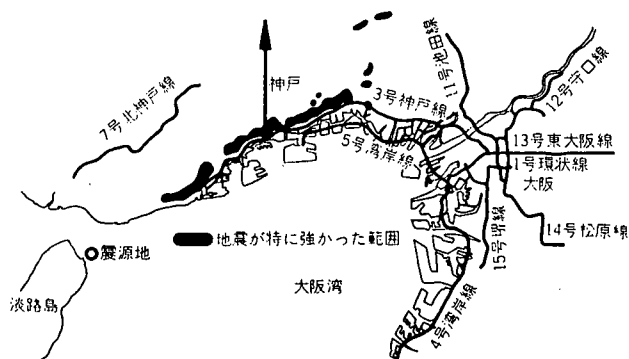 神戸
7号北神戸線
3号神戸線
5号湾岸線
11号池田線
12号守口線
13号東大阪線
1号環状線
大阪
14号松原線
15号堺線
4号湾岸線
地震が特に強かった範囲
震源地
淡路島
大阪湾